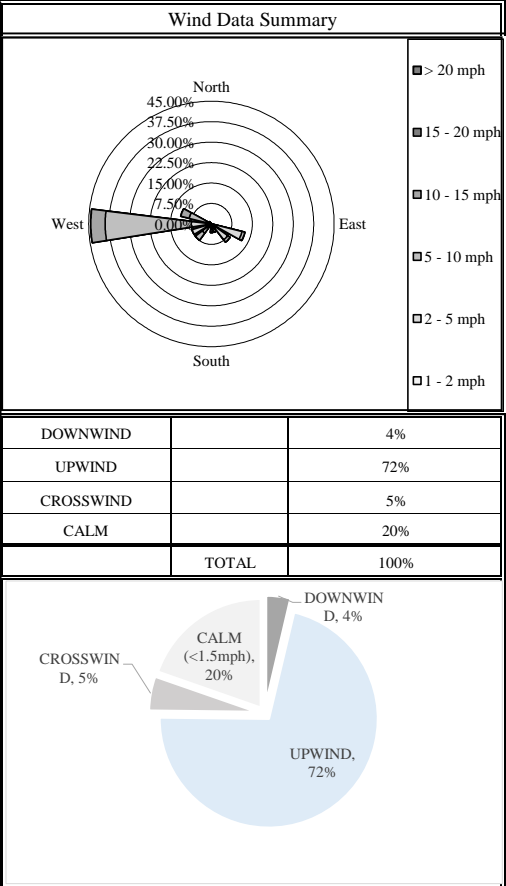 Wind Data Summary
North
45.00%
37.50%
30.00%
22.50%
15.00%
7.50%
0.00%
West
East
South
> 20 mph
15 - 20 mph
10 - 15 mph
5 - 10 mph
2 - 5 mph
1 - 2 mph
DOWNWIND 4%
UPWIND 72%
CROSSWIND 5%
CALM 20%
TOTAL 100%
DOWNWIN
D, 4%
CALM
(<1.5mph),
20%
CROSSWIN
D, 5%
UPWIND,
72%